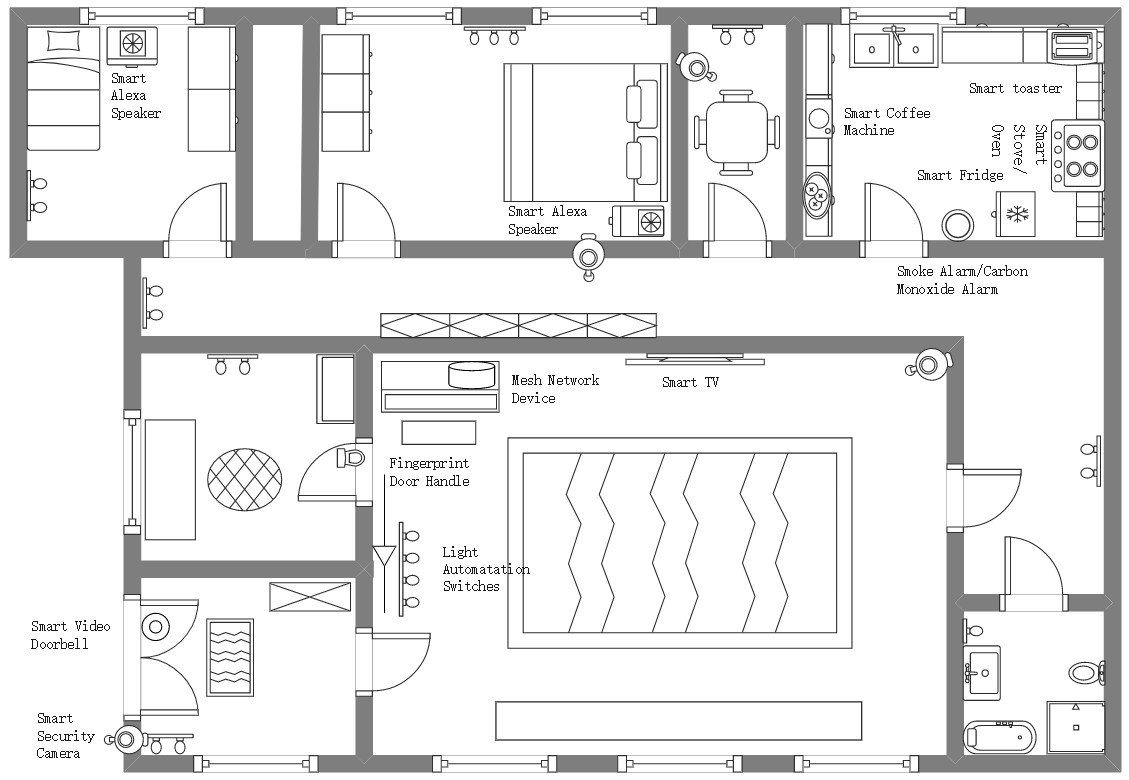 Smart
Alexa
Speaker
Smart Alexa
Speaker
Smart toaster
Smart Coffee
Machine
Smart
Stove/
Oven
Smart Fridge
Smoke Alarm/Carbon
Monoxide Alarm
Mesh Network
Device
Smart TV
Fingerprint
Door Handle
Light
Automatation
Switches
Smart Video
Doorbell
Smart
Security
Camera